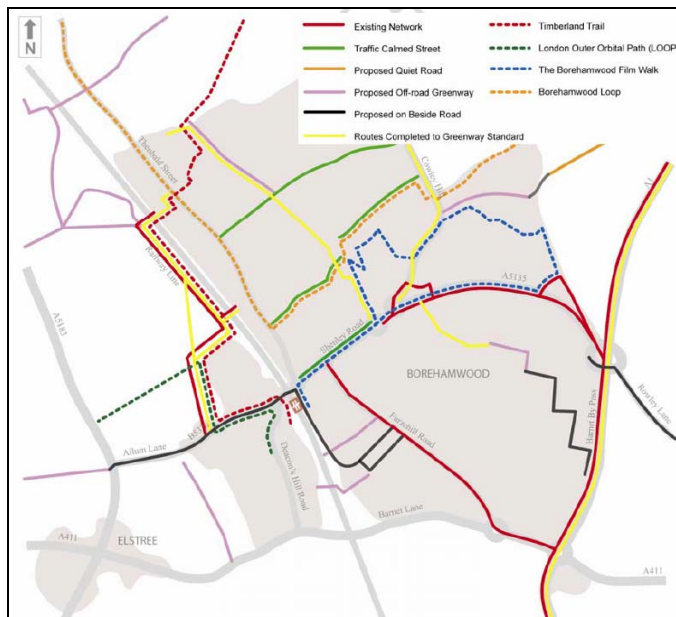 N
Existing Network
Traffic Calmed Street
Proposed Quiet Road
Proposed Off-road Greenway
Proposed on Beside Road
Routes Completed to Greenway Standard
Timberland Trail
London Outer Orbital Path (LOOP
The Borehamwood Film Walk
Borehamwood Loop
Theobald Street
Cowley Hill
A1
Railway Line
A5183
A5135
Shenley Road
BOREHAMWOOD
Rowley Lane
Barnet By Pass
Allum Lane
Deacon's Hill Road
Barnet Lane
A411
ELSTREE
A411